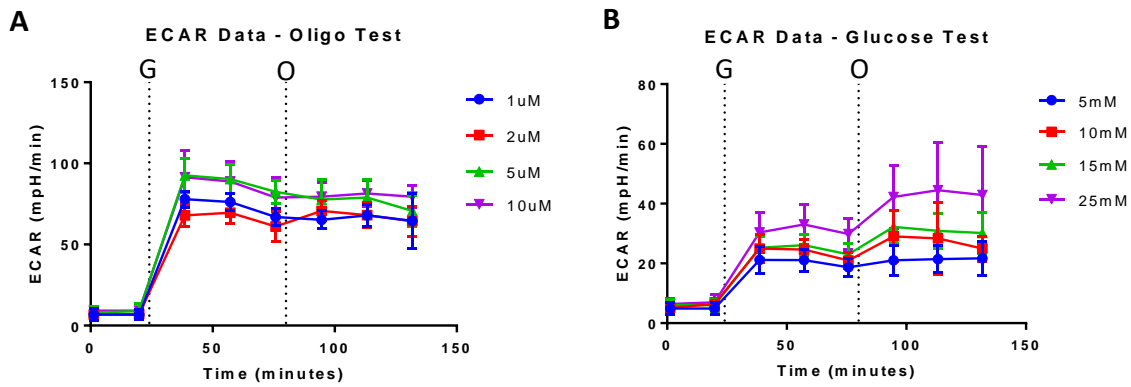 A
ECAR Data - Oligo Test
G
O
150
100
50
0
ECAR (mpH/min)
0
50
100
150
Time (minutes)
1uM
2uM
5uM
10uM
B
ECAR Data - Glucose Test
G
O
80
60
40
20
0
ECAR (mpH/min)
0
50
100
150
Time (minutes)
5mM
10mM
15mM
25mM